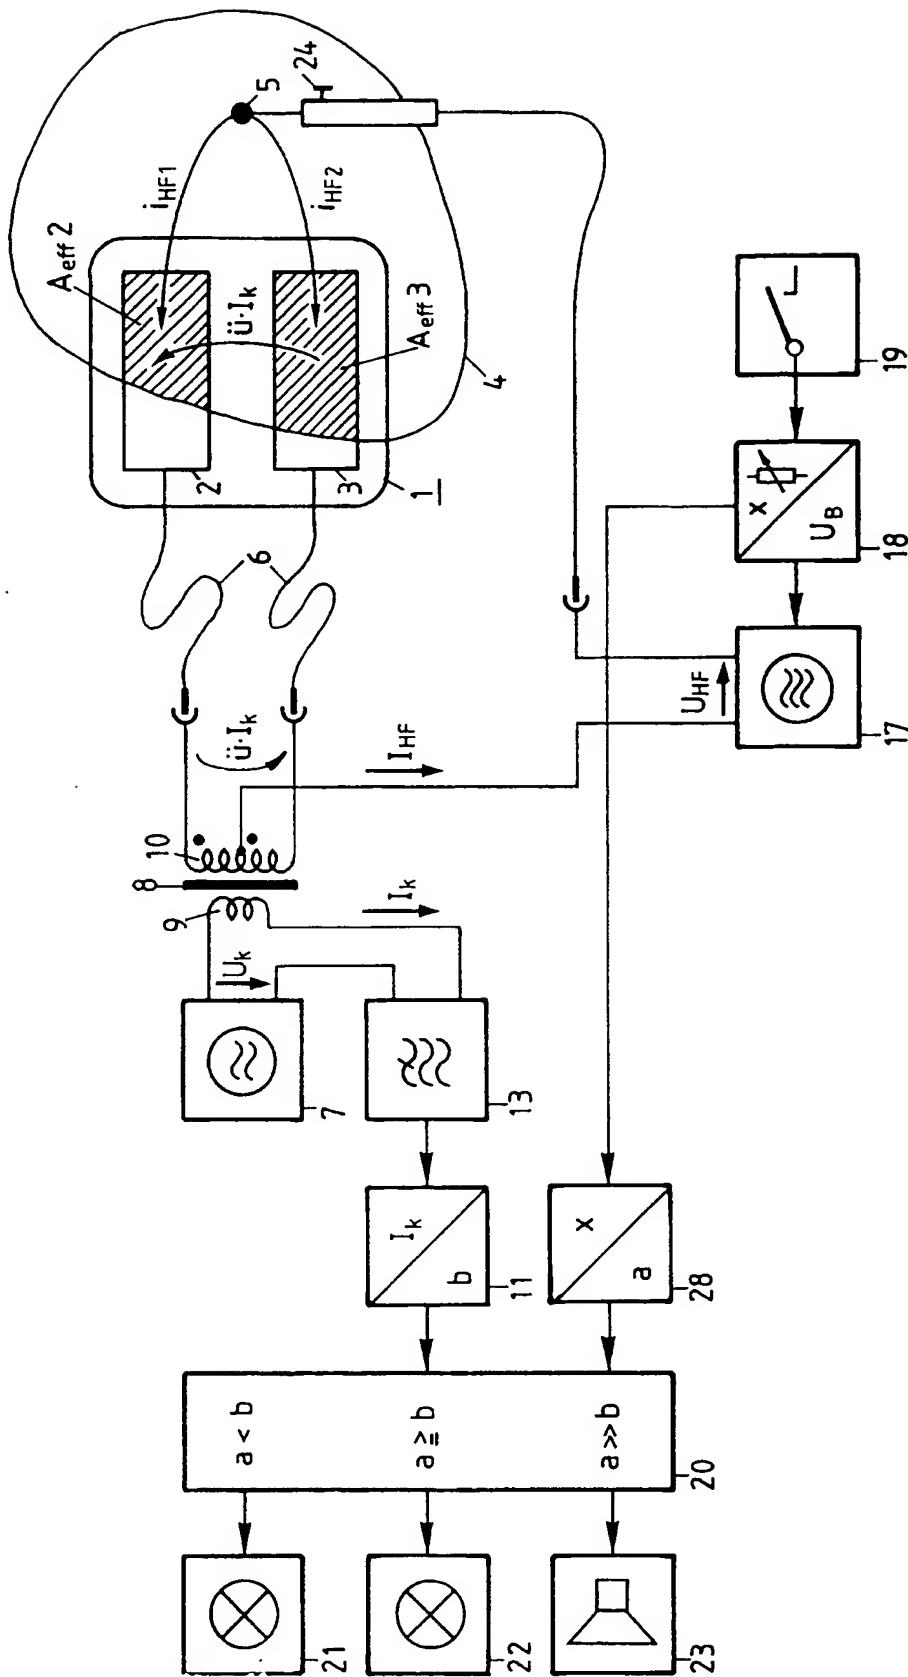 24
5
i_HF1
i_HF2
A_eff 2
ü·I_k
A_eff 3
4
2
3
1
6
19
x
U_B
18
U_HF
17
ü·I_k
I_HF
10
8
9
I_k
U_k
7
13
I_k
b
11
x
a
28
a < b
a ≧ b
a >> b
20
21
22
23